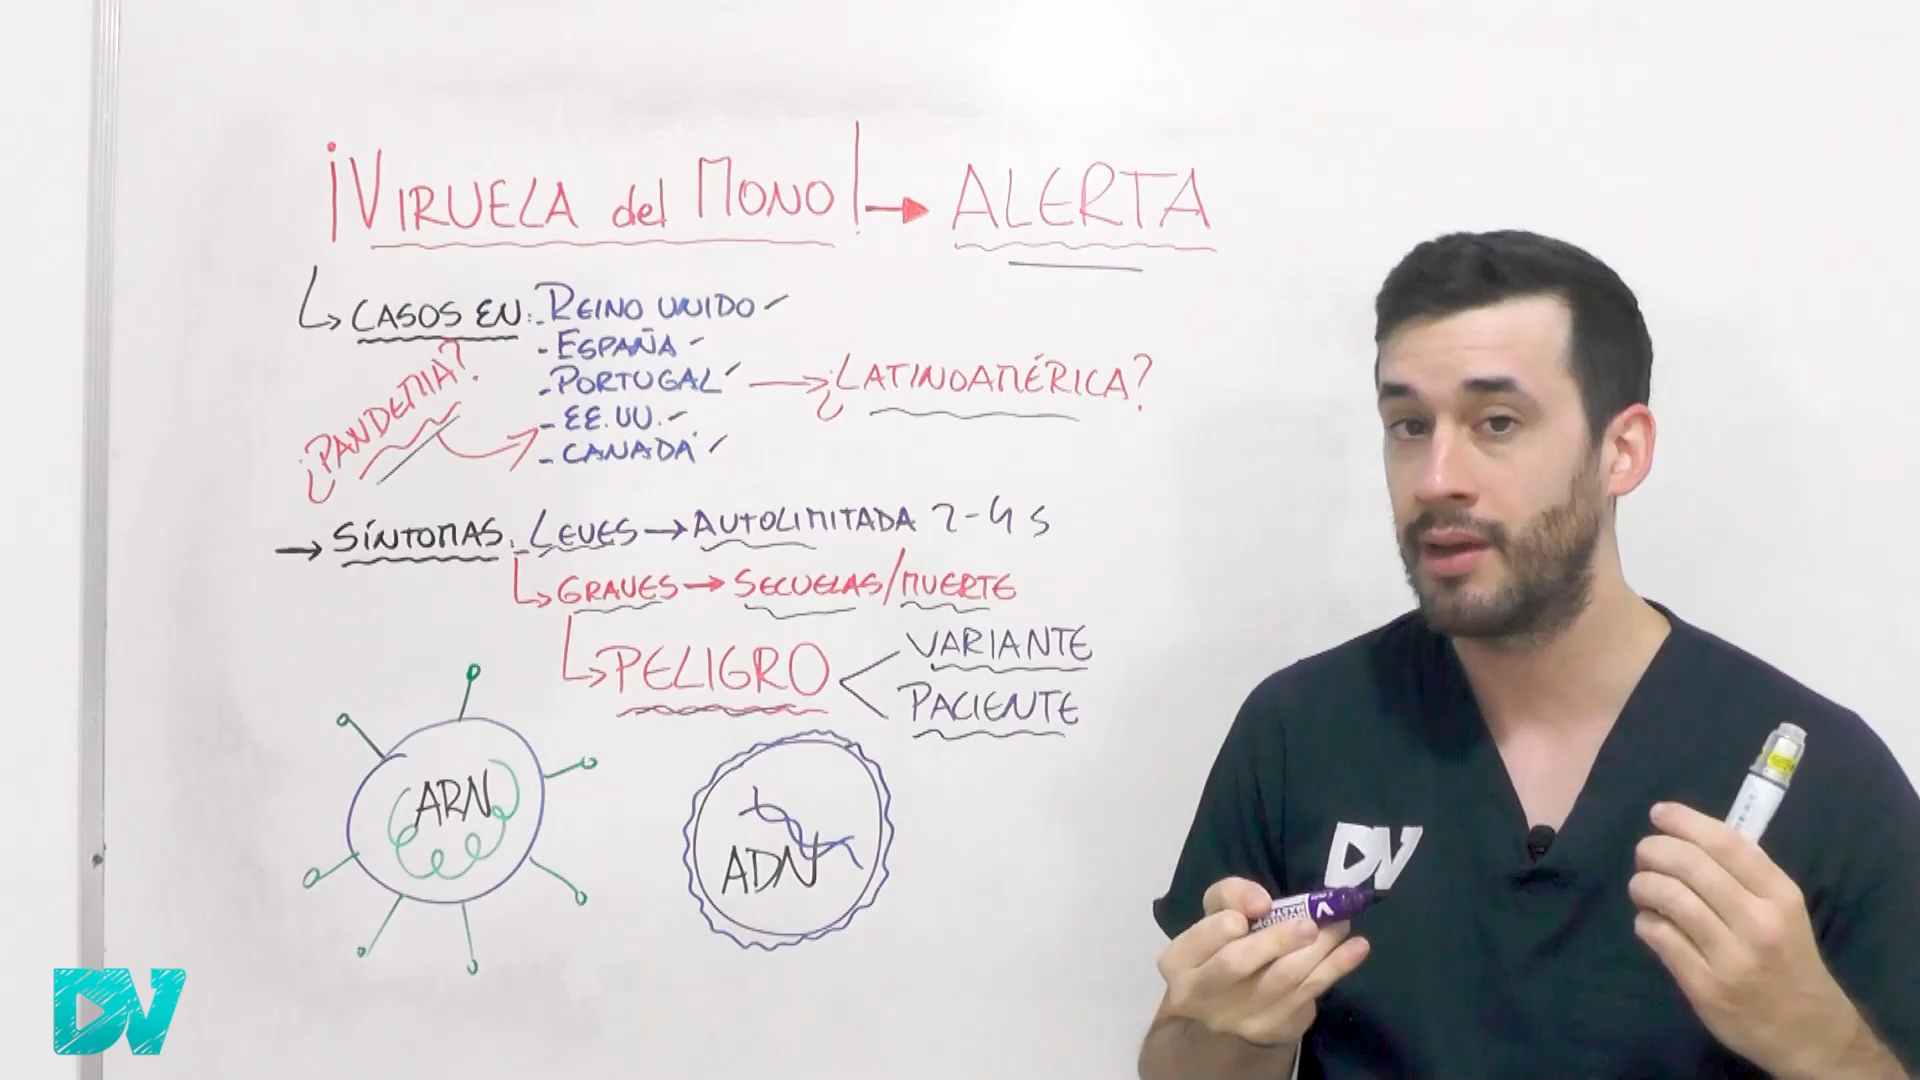 ¡VIRUELA del MONO! → ALERTA
↳ CASOS EN: - REINO UNIDO ✓
- ESPAÑA ✓
- PORTUGAL ✓ → ¿LATINOAMÉRICA?
- EE.UU. ✓
- CANADÁ ✓
¿PANDEMIA?
→ SÍNTOMAS: - LEVES → AUTOLIMITADA 2-4 S
↳ GRAVES → SECUELAS/MUERTE
↳ PELIGRO < VARIANTE
PACIENTE
ARN
ADN
DV
DV